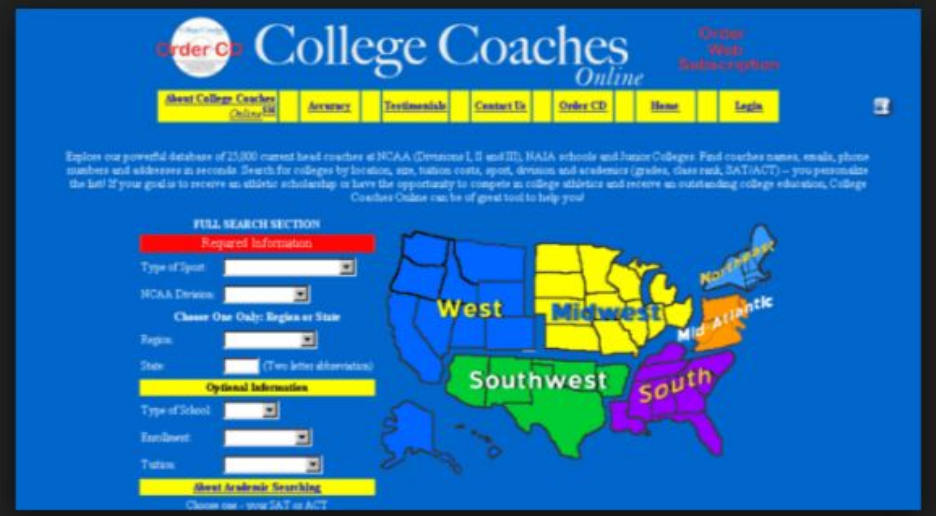 Order CD
College Coaches
Online
Order
Web
Subscription
About College Coaches
Online SM
Accuracy
Testimonials
Contact Us
Order CD
Home
Login
Explore our powerful database of 25,000 current head coaches at NCAA (Divisions I, II and III), NAIA schools and Junior Colleges. Find coaches names, emails, phone
numbers and addresses in seconds. Search for colleges by location, size, tuition costs, sport, division and academics (grades, class rank, SAT/ACT) -- you personalize
the list! If your goal is to receive an athletic scholarship or have the opportunity to compete in college athletics and receive an outstanding college education, College
Coaches Online can be of great tool to help you!
FULL SEARCH SECTION
Required Information
Type of Sport:
NCAA Division:
Choose One Only: Region or State
Region:
State: (Two letter abbreviation)
Optional Information
Type of School:
Enrollment:
Tuition:
About Academic Searching
Choose one - your SAT or ACT
West
Midwest
Northeast
Mid-Atlantic
Southwest
South